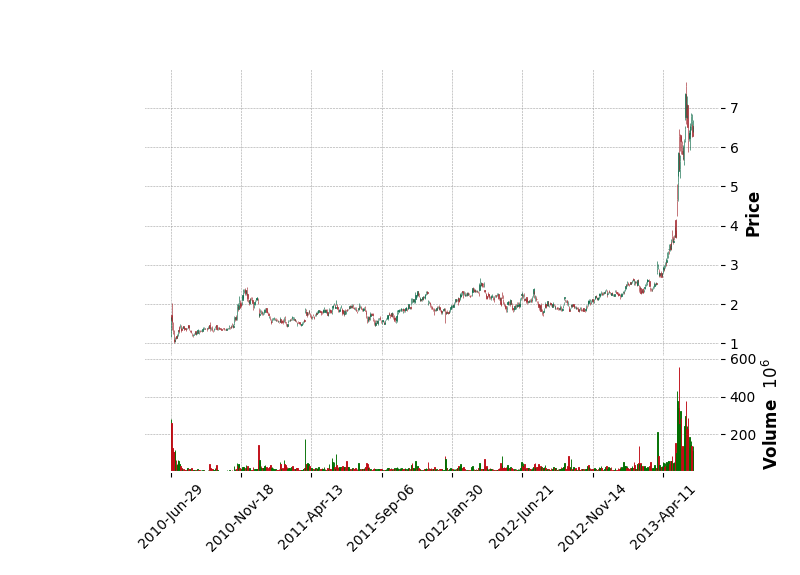 7
6
5
4
3
2
1
Price
600
400
200
Volume 10^6
2010-Jun-29
2010-Nov-18
2011-Apr-13
2011-Sep-06
2012-Jan-30
2012-Jun-21
2012-Nov-14
2013-Apr-11